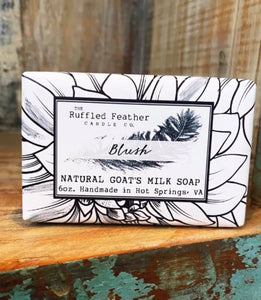 THE
Ruffled Feather
CANDLE CO.
Blush
NATURAL GOAT'S MILK SOAP
6oz. Handmade in Hot Springs, VA